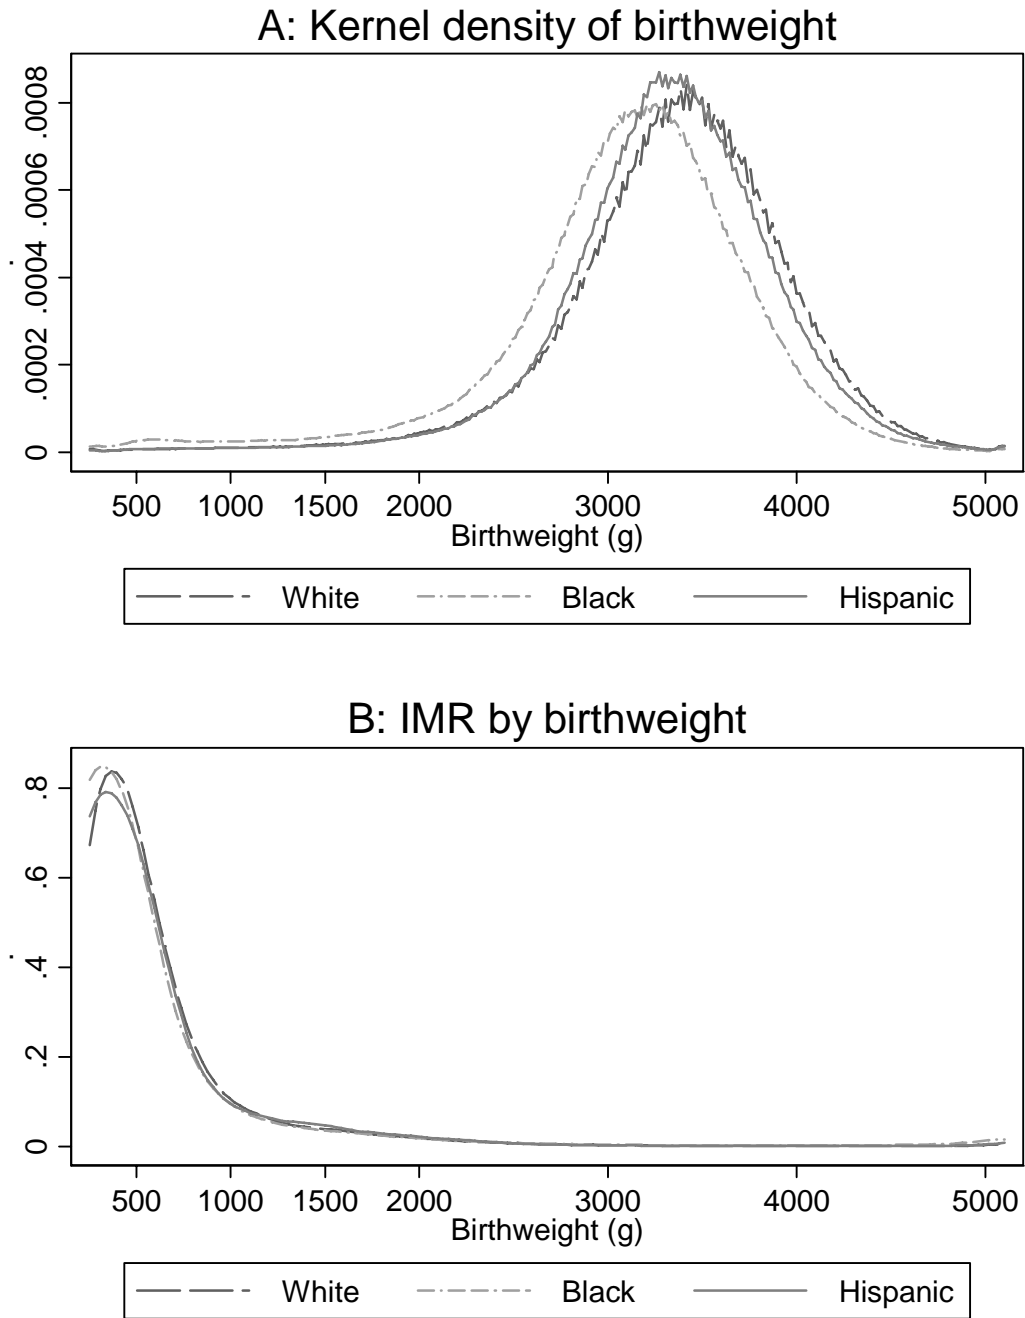 A: Kernel density of birthweight
.0008
.0006
.0004
.0002
0
.
500 1000 1500 2000 3000 4000 5000
Birthweight (g)
White Black Hispanic
B: IMR by birthweight
.8
.6
.4
.2
0
.
500 1000 1500 2000 3000 4000 5000
Birthweight (g)
White Black Hispanic